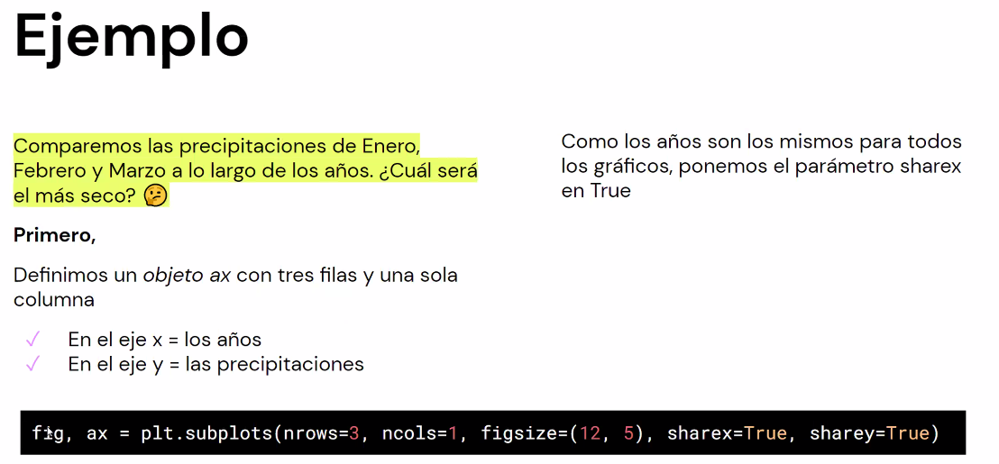 Ejemplo
Comparemos las precipitaciones de Enero,
Febrero y Marzo a lo largo de los años. ¿Cuál será
el más seco? 🤔
Primero,
Definimos un objeto ax con tres filas y una sola
columna
✓ En el eje x = los años
✓ En el eje y = las precipitaciones
Como los años son los mismos para todos
los gráficos, ponemos el parámetro sharex
en True
fig, ax = plt.subplots(nrows=3, ncols=1, figsize=(12, 5), sharex=True, sharey=True)